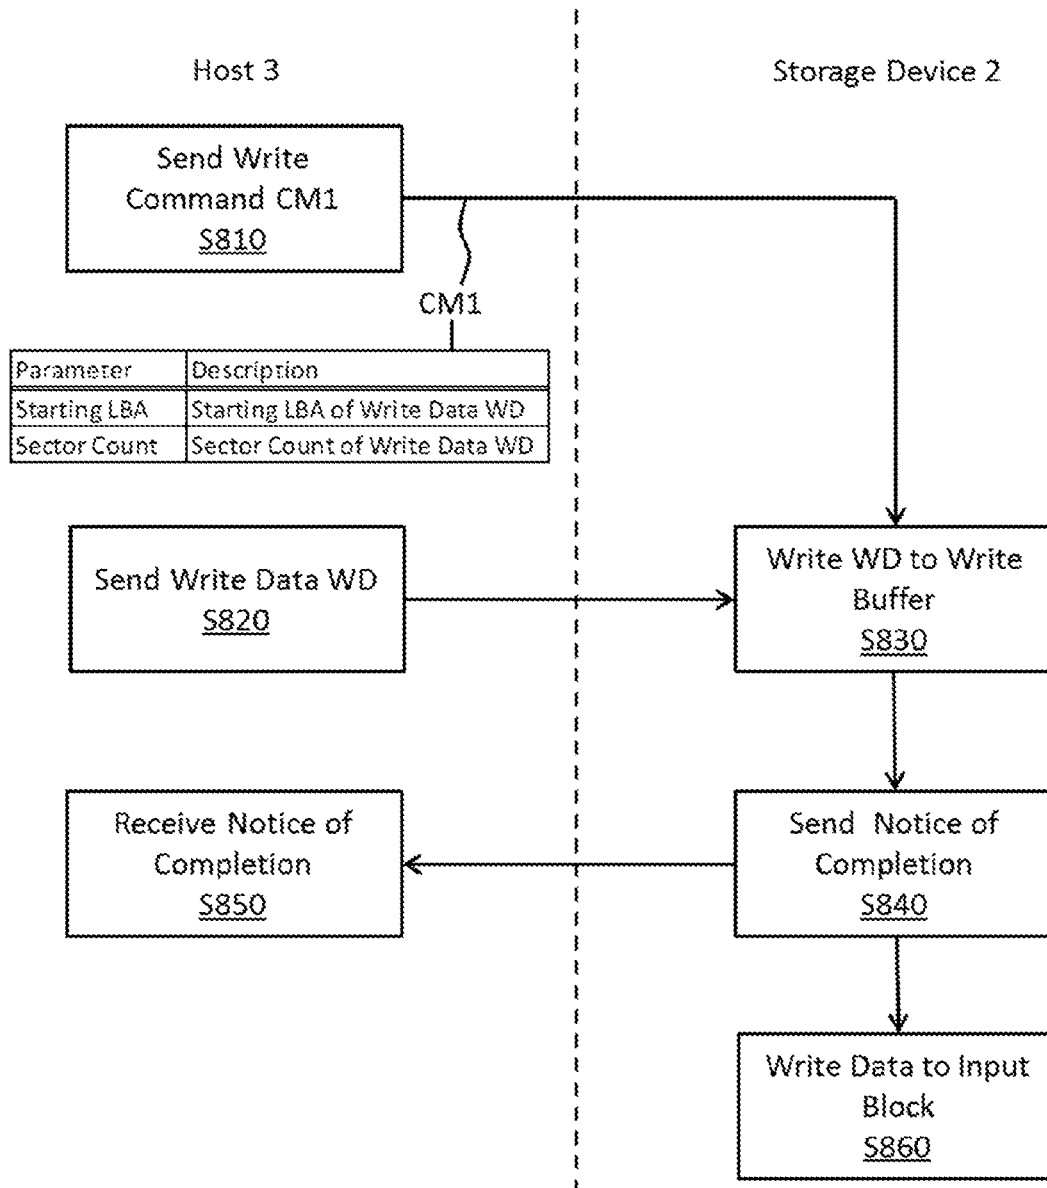 Host 3
Storage Device 2
Send Write
Command CM1
S810
CM1
Parameter Description
Starting LBA Starting LBA of Write Data WD
Sector Count Sector Count of Write Data WD
Send Write Data WD
S820
Write WD to Write
Buffer
S830
Receive Notice of
Completion
S850
Send Notice of
Completion
S840
Write Data to Input
Block
S860